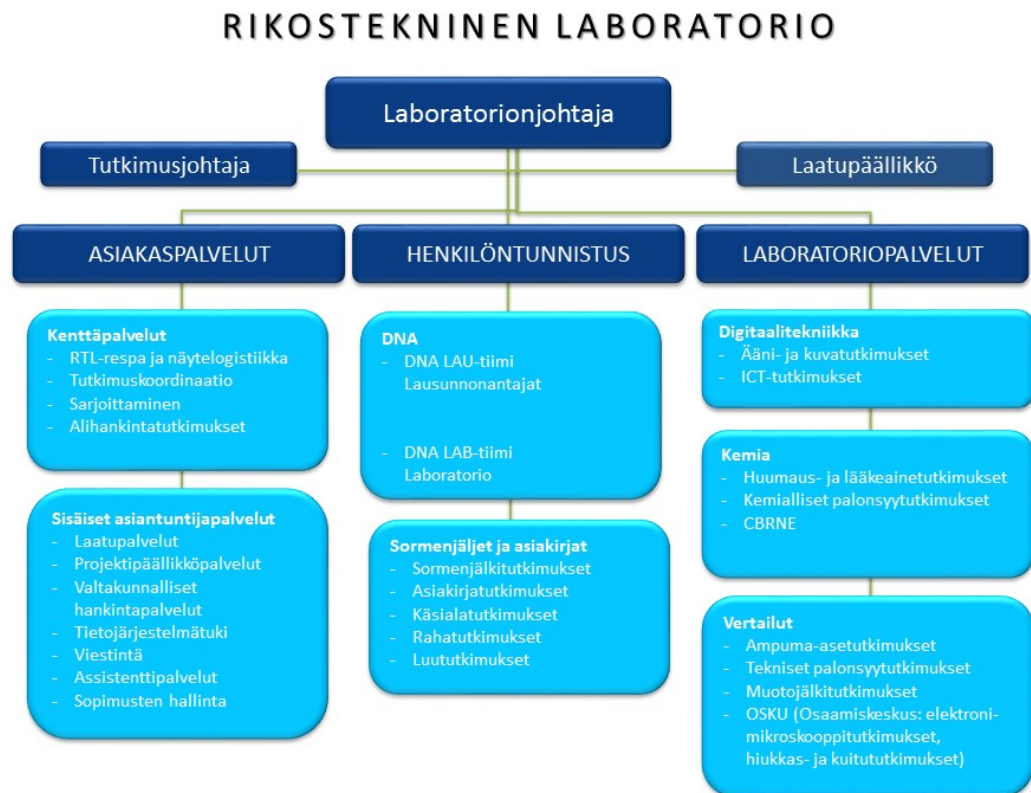 RIKOSTEKNINEN LABORATORIO
Laboratorionjohtaja
Tutkimusjohtaja
Laatupäällikkö
ASIAKASPALVELUT
HENKILÖNTUNNISTUS
LABORATORIOPALVELUT
Kenttäpalvelut
- RTL-respa ja näytelogistiikka
- Tutkimuskoordinaatio
- Sarjoittaminen
- Alihankintatutkimukset
Sisäiset asiantuntijapalvelut
- Laatupalvelut
- Projektipäällikköpalvelut
- Valtakunnalliset
hankintapalvelut
- Tietojärjestelmätuki
- Viestintä
- Assistenttipalvelut
- Sopimusten hallinta
DNA
- DNA LAU-tiimi
Lausunnonantajat
- DNA LAB-tiimi
Laboratorio
Sormenjäljet ja asiakirjat
- Sormenjälkitutkimukset
- Asiakirjatutkimukset
- Käsialatutkimukset
- Rahatutkimukset
- Luututkimukset
Digitaalitekniikka
- Ääni- ja kuvatutkimukset
- ICT-tutkimukset
Kemia
- Huumaus- ja lääkeainetutkimukset
- Kemialliset palonsyytutkimukset
- CBRNE
Vertailut
- Ampuma-asetutkimukset
- Tekniset palonsyytutkimukset
- Muotojälkitutkimukset
- OSKU (Osaamiskeskus: elektroni-
mikroskooppitutkimukset,
hiukkas- ja kuitututkimukset)